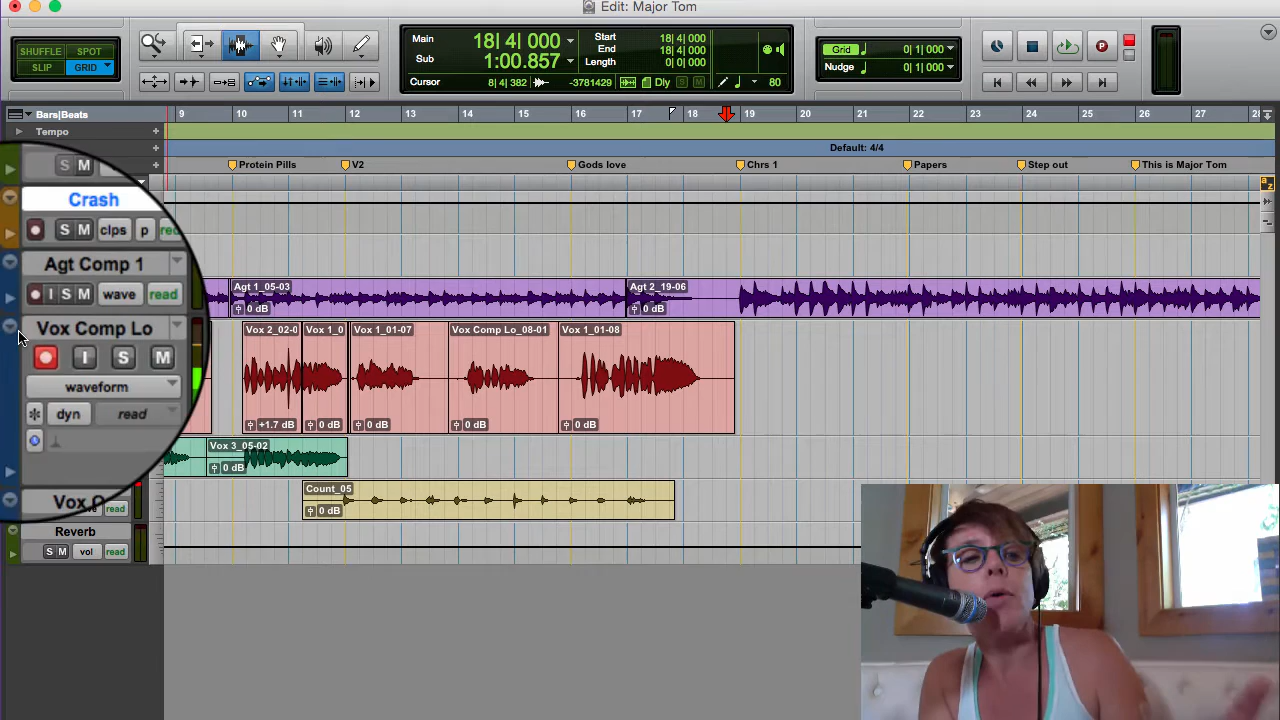 Edit: Major Tom
SHUFFLE SPOT
SLIP GRID
Main 18| 4| 000
Sub 1:00.857
Start 18| 4| 000
End 18| 4| 000
Length 0| 0| 000
Cursor 8| 4| 382 -3781429 Dly S M 80
Grid 0| 1| 000
Nudge 0| 1| 000
P
Bars|Beats 9 10 11 12 13 14 15 16 17 18 19 20 21 22 23 24 25 26 27
Tempo
Default: 4/4
Protein Pills V2 Gods love Chrs 1 Papers Step out This is Major Tom
a
z
S M
Crash
S M clps p
Agt Comp 1
I S M wave read
Agt 1_05-03 Agt 2_19-06
0 dB 0 dB
Vox Comp Lo
I S M
waveform
dyn read
Vox 2_02-0 Vox 1_0 Vox 1_01-07 Vox Comp Lo_08-01 Vox 1_01-08
+1.7 dB 0 dB 0 dB 0 dB 0 dB
Vox 3_05-02
0 dB
read
Count_05
0 dB
Reverb
S M vol read